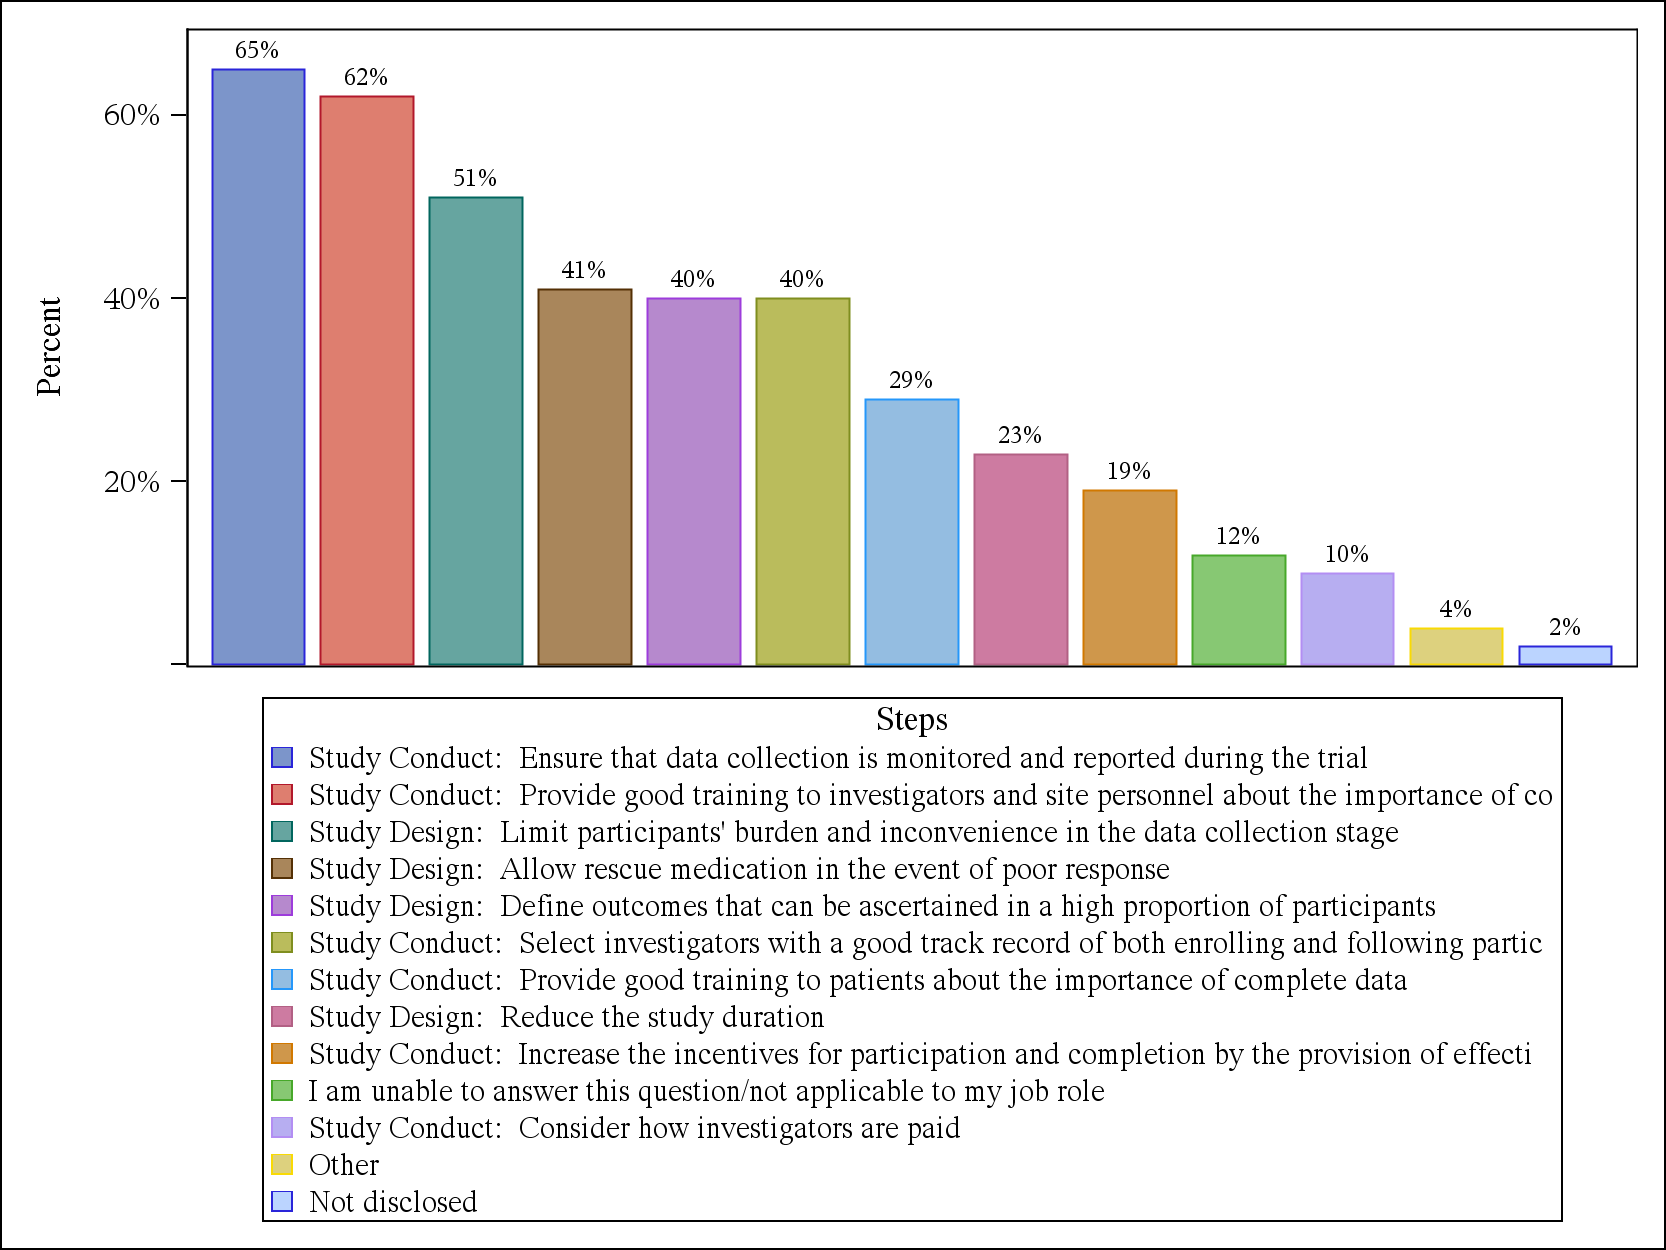 65%
62%
60%
51%
41%
40%
40%
40%
29%
23%
20%
19%
12%
10%
4%
2%
Percent
Steps
Study Conduct: Ensure that data collection is monitored and reported during the trial
Study Conduct: Provide good training to investigators and site personnel about the importance of co
Study Design: Limit participants' burden and inconvenience in the data collection stage
Study Design: Allow rescue medication in the event of poor response
Study Design: Define outcomes that can be ascertained in a high proportion of participants
Study Conduct: Select investigators with a good track record of both enrolling and following partic
Study Conduct: Provide good training to patients about the importance of complete data
Study Design: Reduce the study duration
Study Conduct: Increase the incentives for participation and completion by the provision of effecti
I am unable to answer this question/not applicable to my job role
Study Conduct: Consider how investigators are paid
Other
Not disclosed